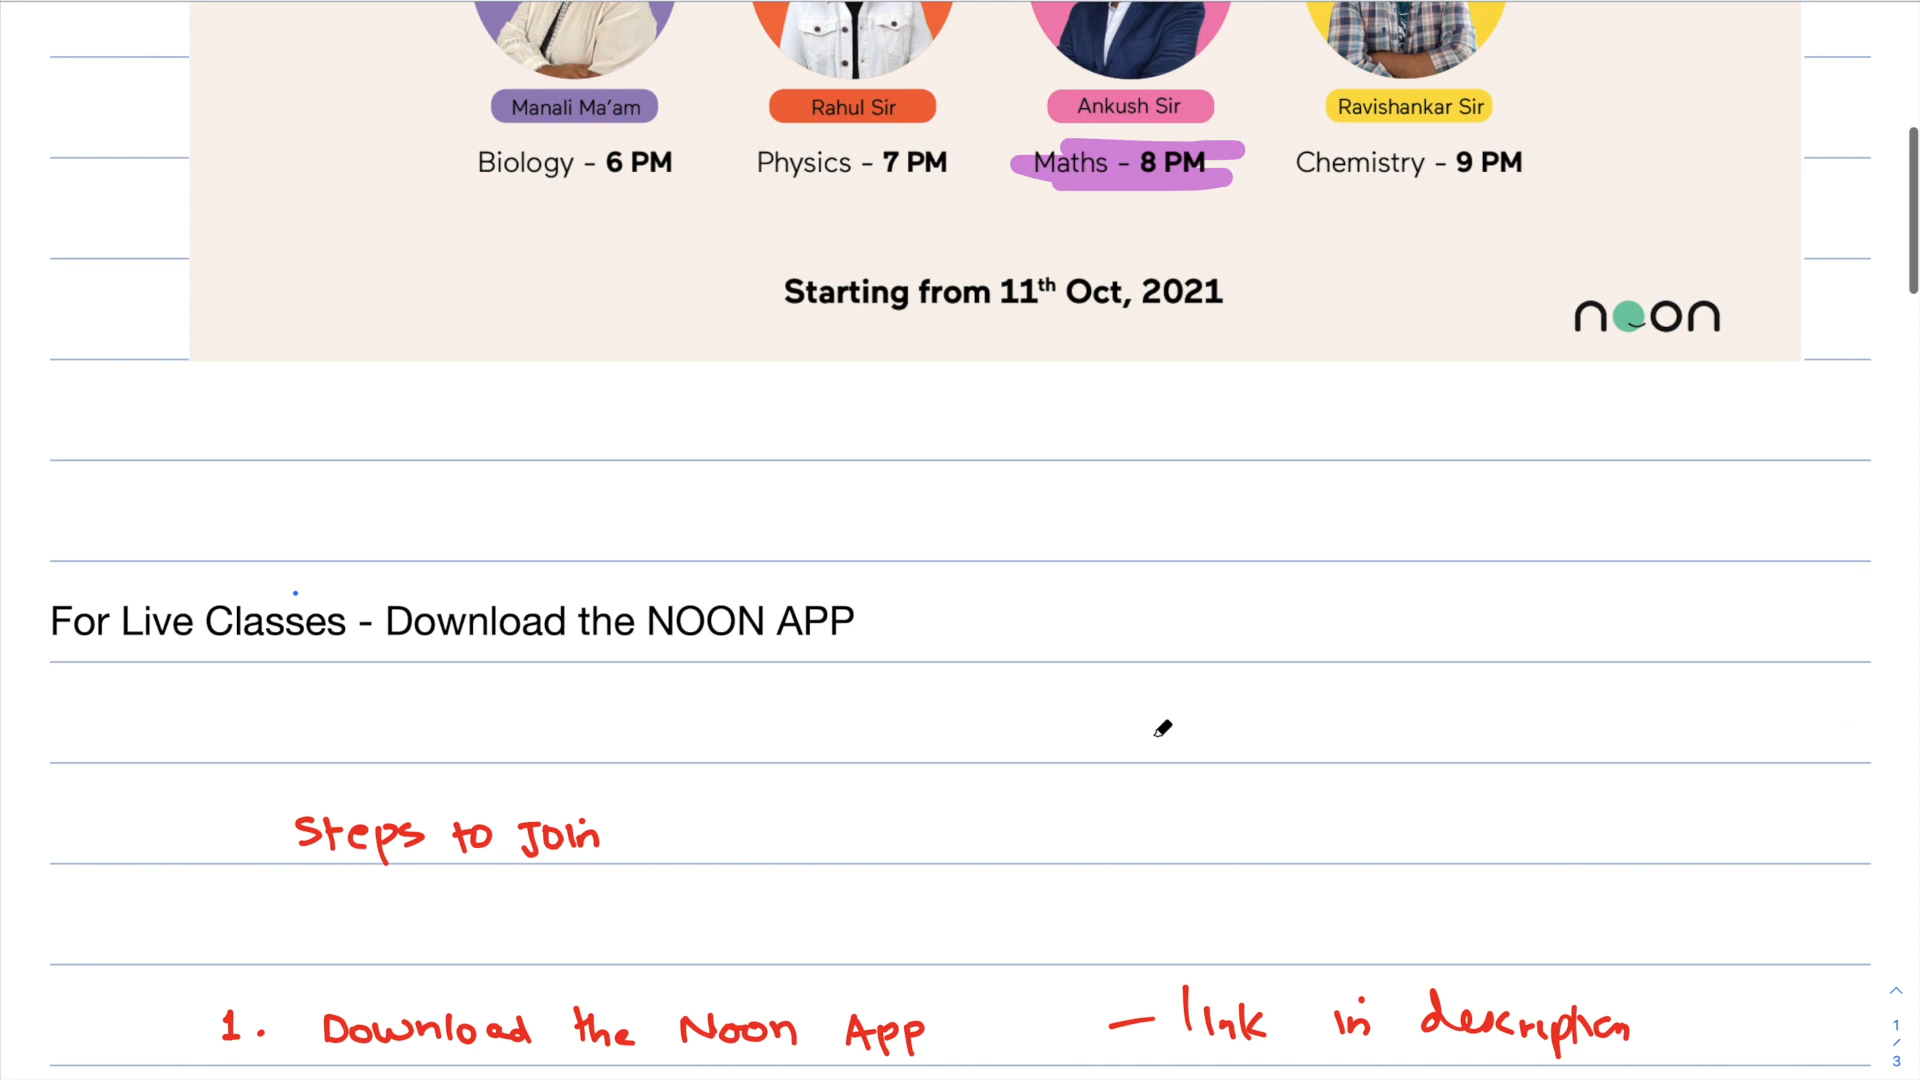 Manali Ma'am Rahul Sir Ankush Sir Ravishankar Sir
Biology - 6 PM Physics - 7 PM Maths - 8 PM Chemistry - 9 PM
Starting from 11th Oct, 2021
noon
For Live Classes - Download the NOON APP
Steps to Join
1. Download the Noon App — link in description
1
/
3